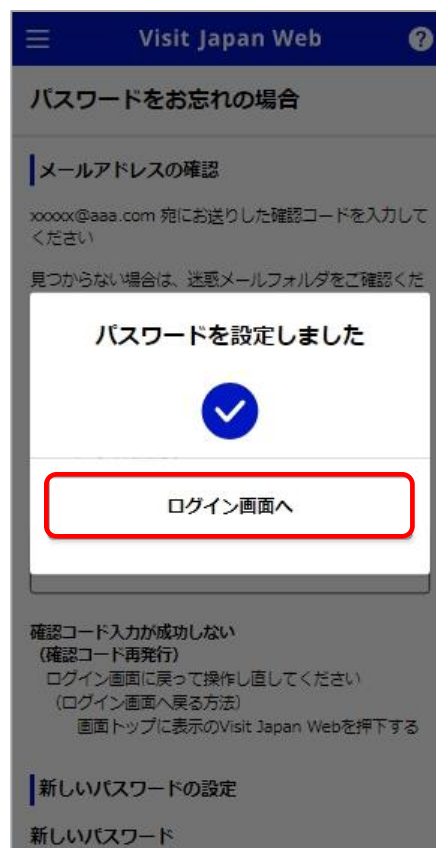 Visit Japan Web
?
パスワードをお忘れの場合
メールアドレスの確認
xxxxx@aaa.com 宛にお送りした確認コードを入力して
ください
見つからない場合は、迷惑メールフォルダをご確認くだ
パスワードを設定しました
ログイン画面へ
確認コード入力が成功しない
（確認コード再発行）
ログイン画面に戻って操作し直してください
（ログイン画面へ戻る方法）
画面トップに表示のVisit Japan Webを押下する
新しいパスワードの設定
新しいパスワード